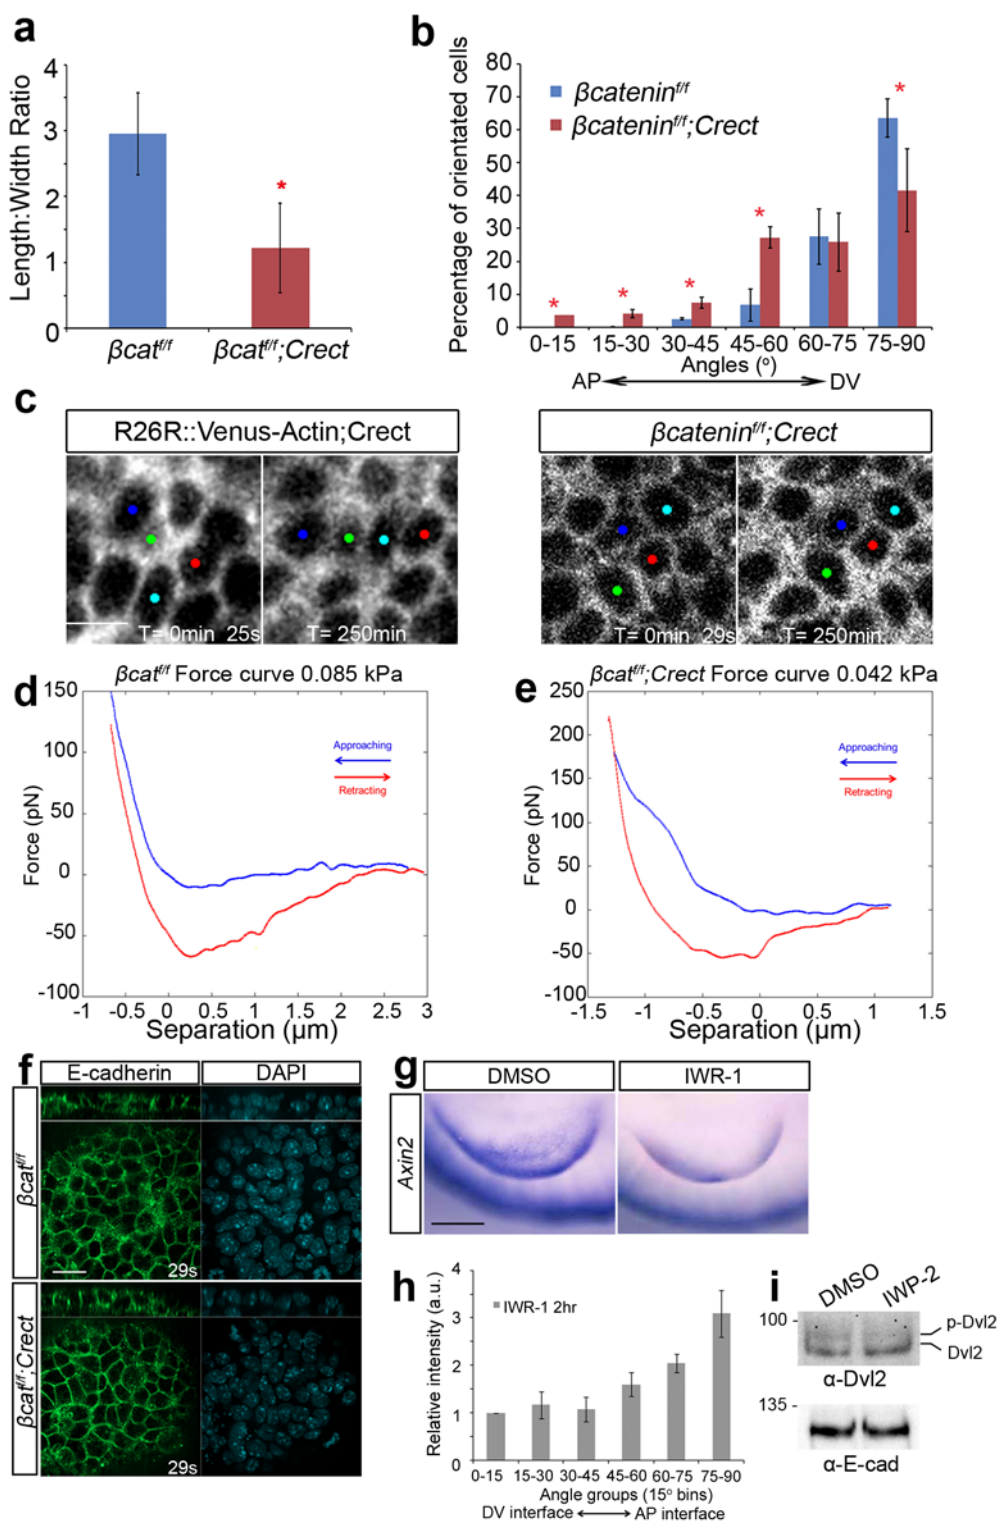 a
Length:Width Ratio
4
3
2
1
0
*
βcatf/f
βcatf/f;Crect
b
Percentage of orientated cells
80
70
60
50
40
30
20
10
0
βcateninf/f
βcateninf/f;Crect
* * * * *
0-15 15-30 30-45 45-60 60-75 75-90
Angles (º)
AP DV
c
R26R::Venus-Actin;Crect
T= 0min 25s
T= 250min
βcateninf/f;Crect
T= 0min 29s
T= 250min
d
βcatf/f Force curve 0.085 kPa
Force (pN)
150
100
50
0
-50
-100
Approaching
Retracting
-1 -0.5 0 0.5 1 1.5 2 2.5 3
Separation (µm)
e
βcatf/f;Crect Force curve 0.042 kPa
Force (pN)
250
200
150
100
50
0
-50
-100
Approaching
Retracting
-1.5 -1 -0.5 0 0.5 1 1.5
Separation (µm)
f
E-cadherin DAPI
βcatf/f
29s
βcatf/f;Crect
29s
g
DMSO IWR-1
Axin2
h
Relative intensity (a.u.)
4
3
2
2
1
1
0
IWR-1 2hr
0-15 15-30 30-45 45-60 60-75 75-90
Angle groups (15º bins)
DV interface AP interface
i
DMSO IWP-2
100
p-Dvl2
Dvl2
α-Dvl2
135
α-E-cad